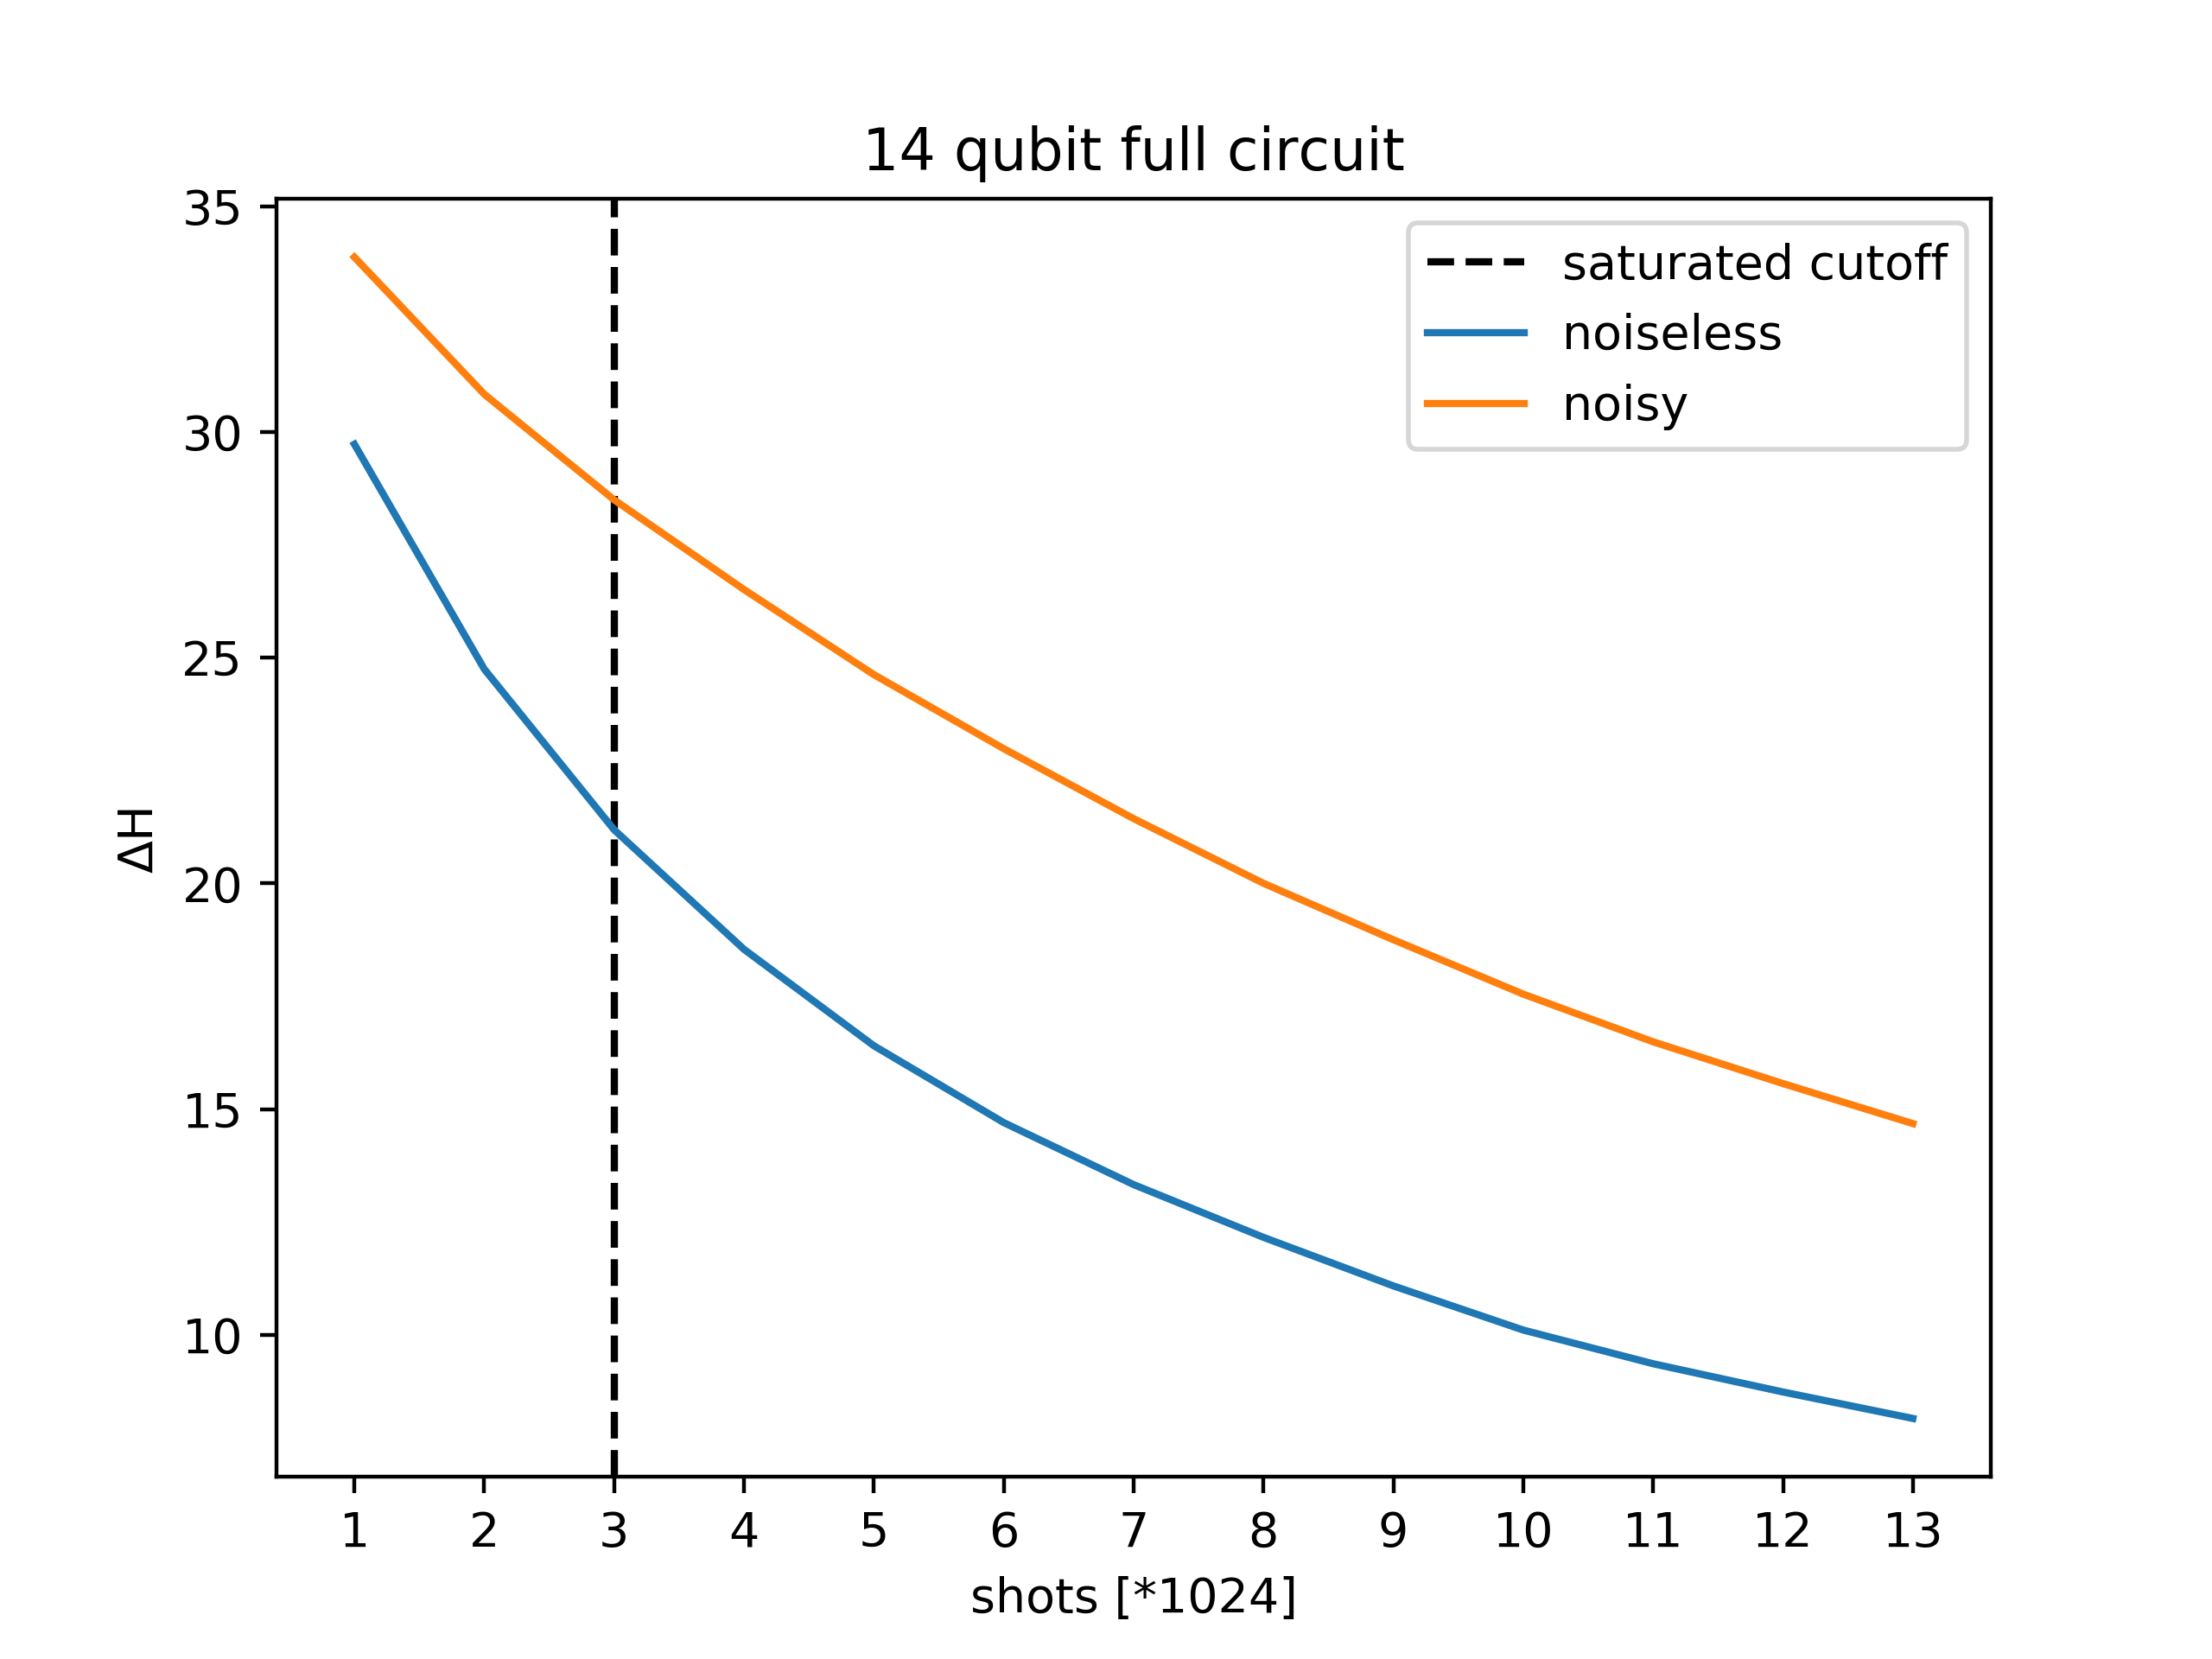 14 qubit full circuit
35
30
25
20
15
10
ΔH
saturated cutoff
noiseless
noisy
1 2 3 4 5 6 7 8 9 10 11 12 13
shots [*1024]